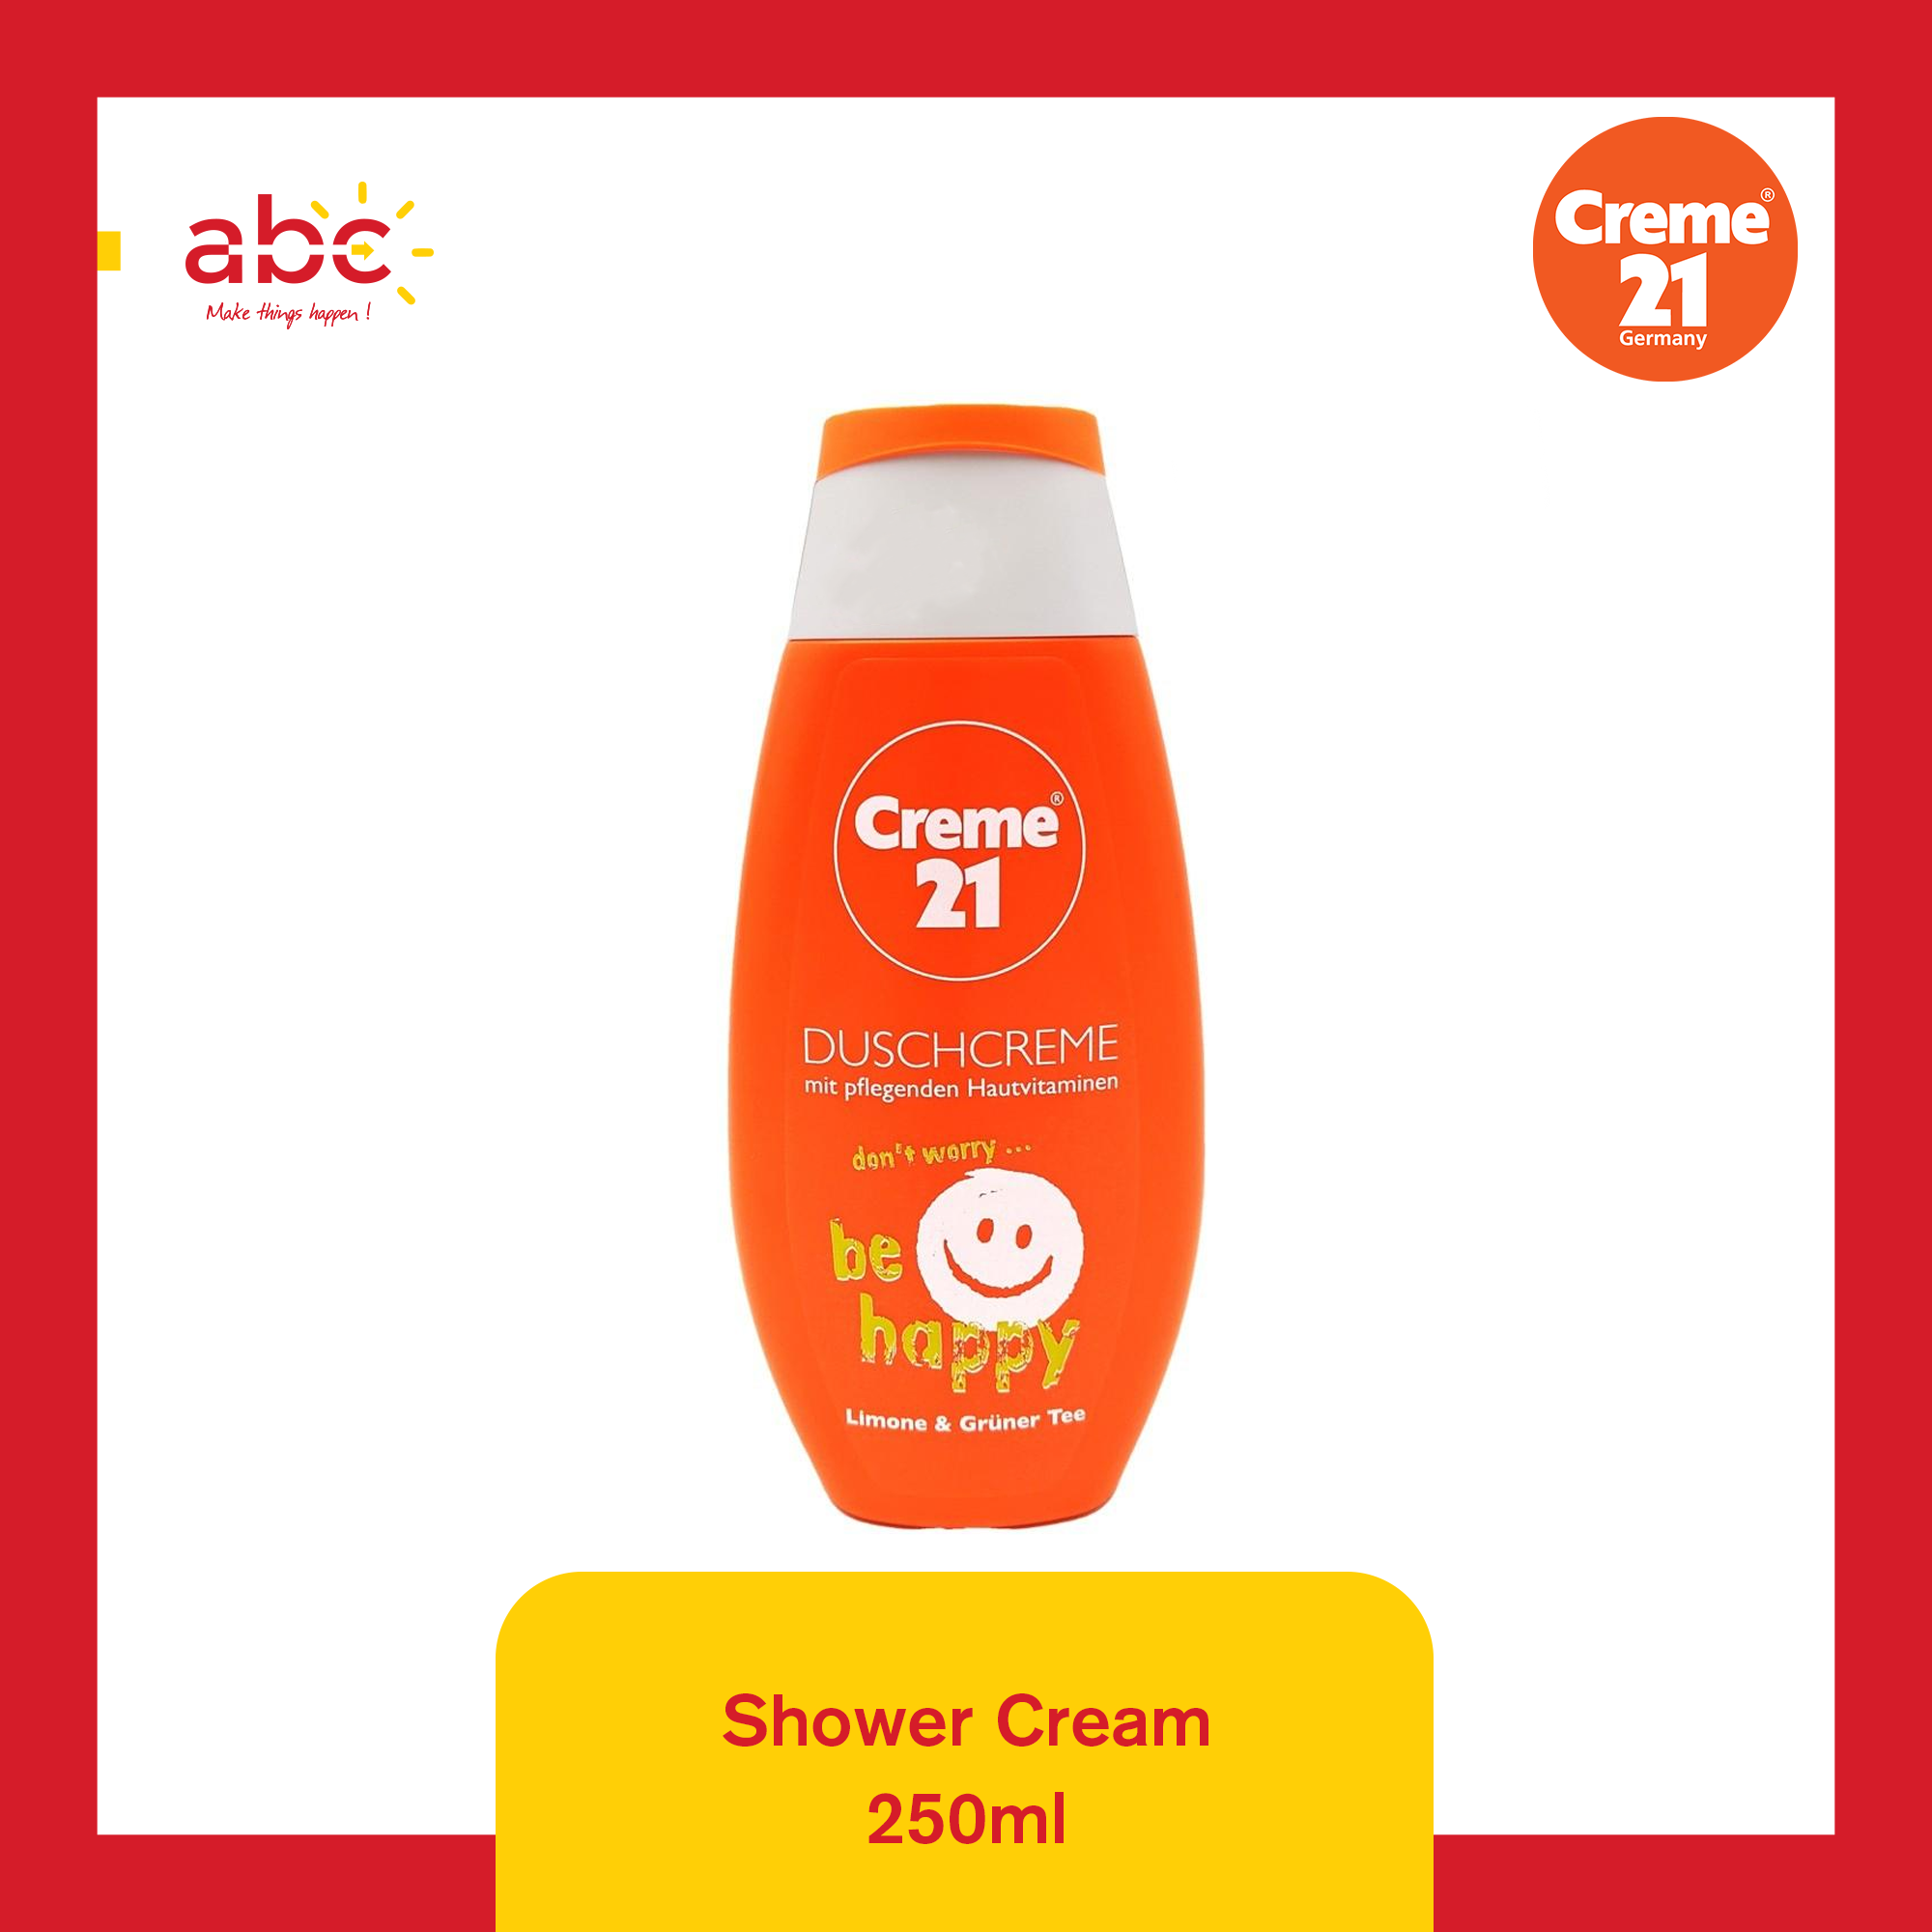 abc
Make things happen !
Creme®
21
Germany
Creme®
21
DUSCHCREME
mit pflegenden Hautvitaminen
don't worry ...
be
happy
Limone & Grüner Tee
Shower Cream
250ml